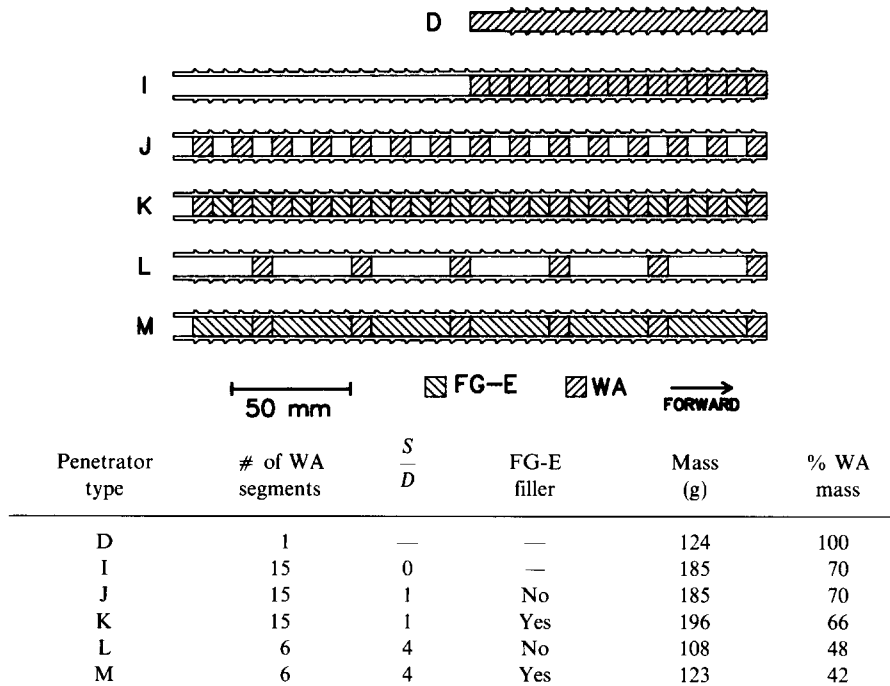 D
I
J
K
L
M
50 mm
FG-E
WA
FORWARD
Penetrator type # of WA segments S/D FG-E filler Mass (g) % WA mass
D 1 — — 124 100
I 15 0 — 185 70
J 15 1 No 185 70
K 15 1 Yes 196 66
L 6 4 No 108 48
M 6 4 Yes 123 42